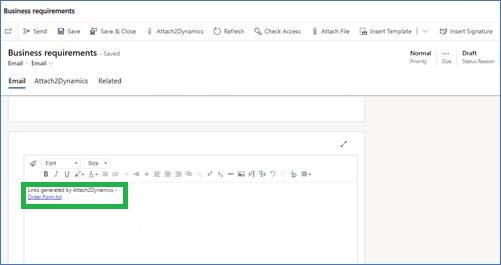 Business requirements
Send Save Save & Close Attach2Dynamics Refresh Check Access Attach File Insert Template Insert Signature
Business requirements - Saved
Email · Email
Normal
Priority
---
Due
Draft
Status Reason
Email Attach2Dynamics Related
Font Size
B I U A
Links generated by Attach2Dynamics -
Order Form.txt